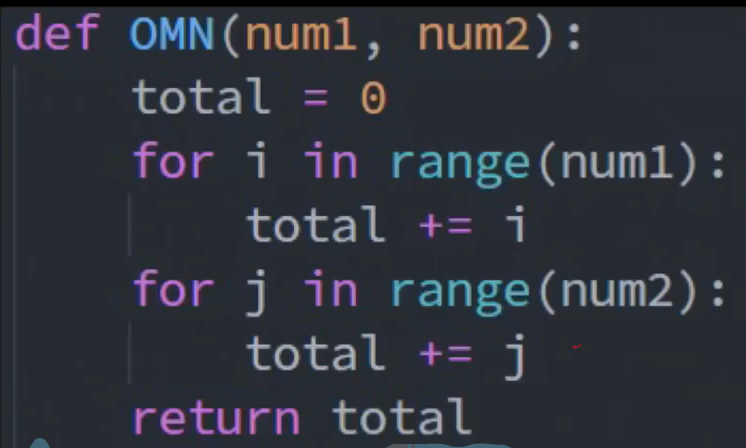 def OMN(num1, num2):
    total = 0
    for i in range(num1):
        total += i
    for j in range(num2):
        total += j
    return total